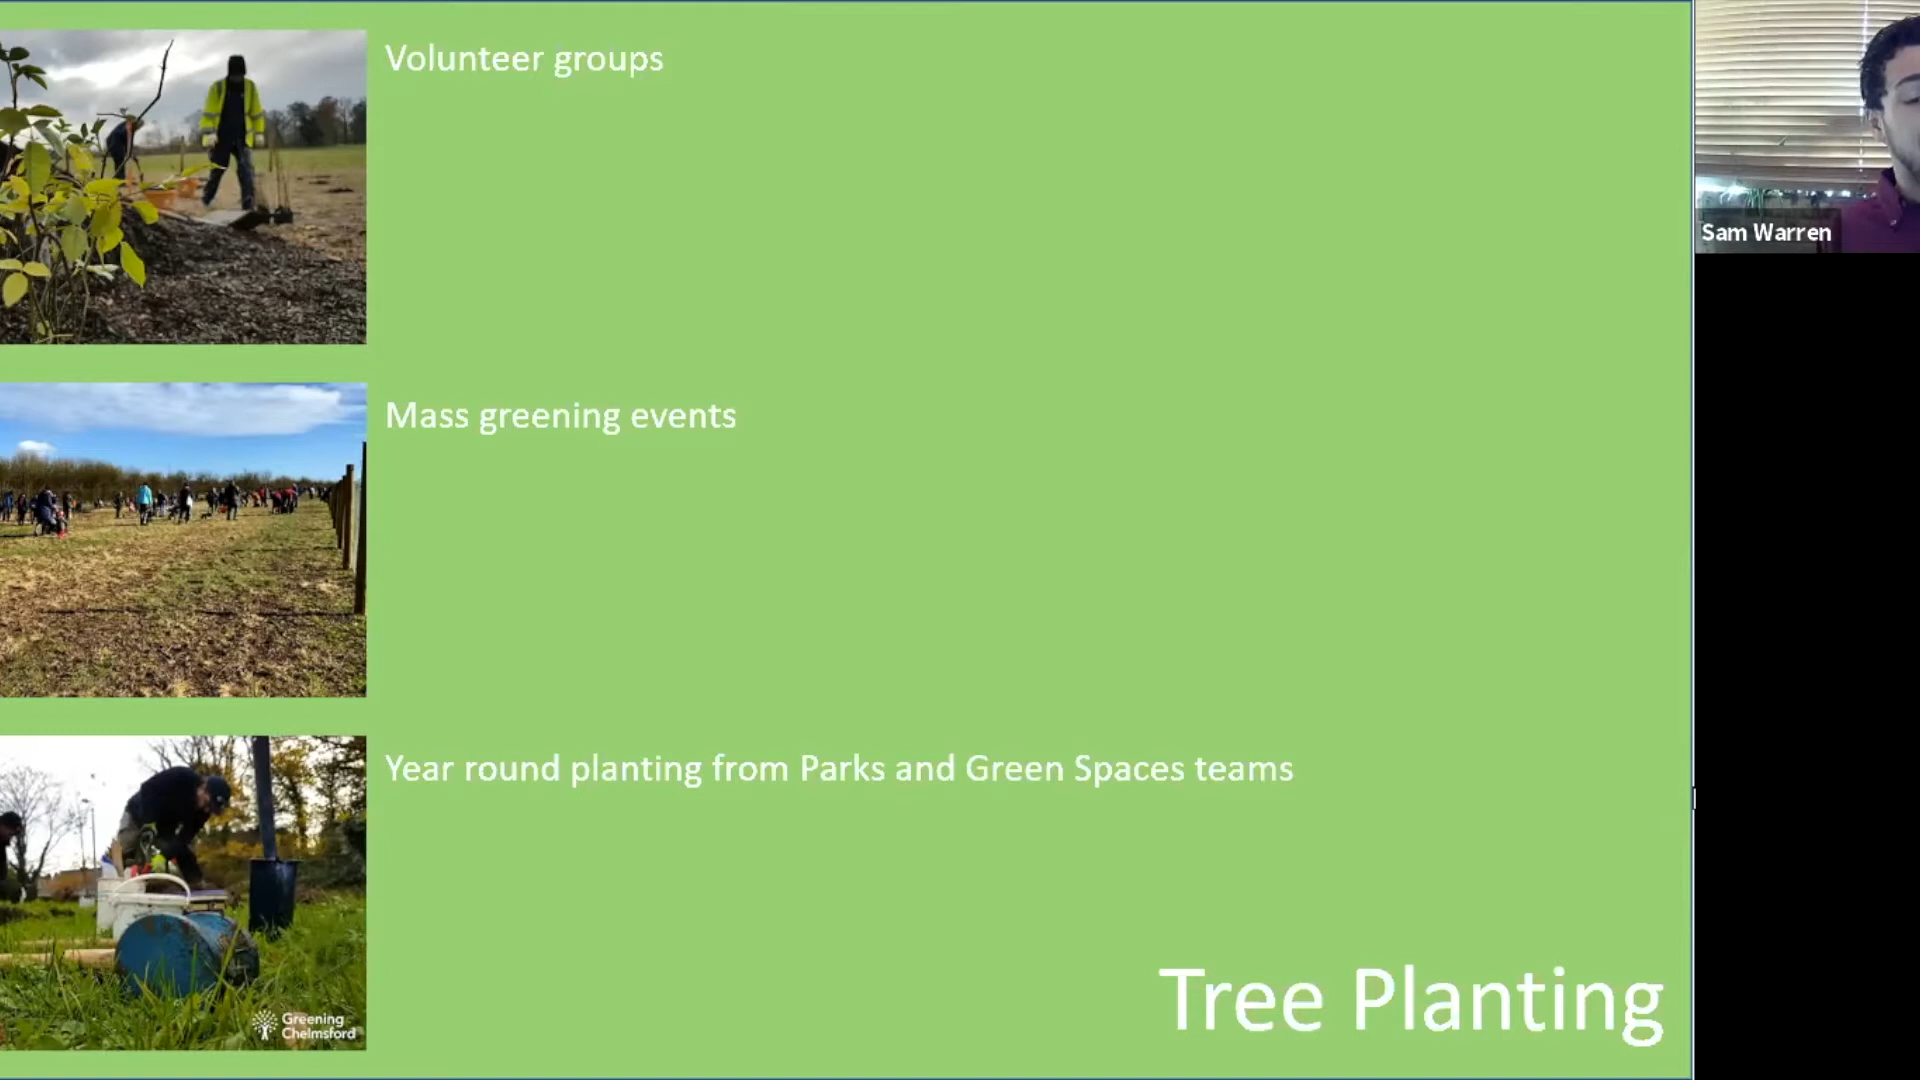 Volunteer groups
Sam Warren
Mass greening events
Year round planting from Parks and Green Spaces teams
Tree Planting
Greening
Chelmsford